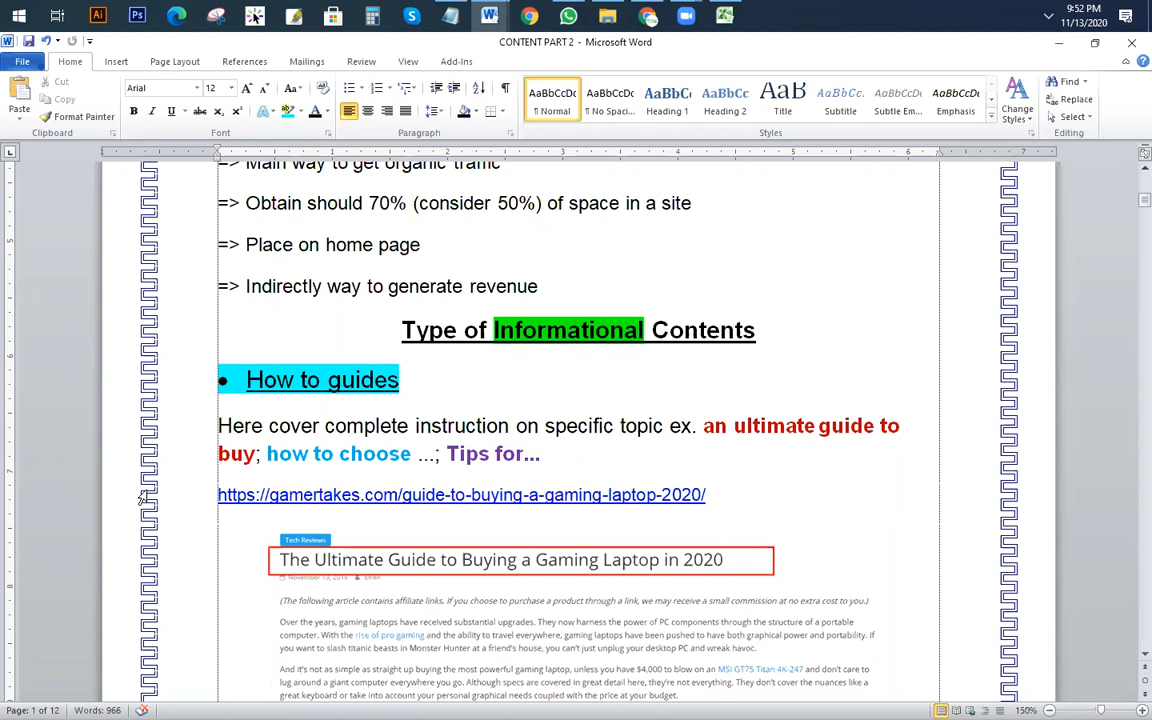 9:52 PM
11/13/2020
CONTENT PART 2 - Microsoft Word
File Home Insert Page Layout References Mailings Review View Add-Ins
Cut
Copy
Format Painter
Paste
Arial 12
Clipboard Font Paragraph Styles Editing
AaBbCcDc AaBbCcDc AaBbC AaBbCc AaB AaBbCc. AaBbCcDc AaBbCcDc
¶ Normal ¶ No Spaci... Heading 1 Heading 2 Title Subtitle Subtle Em... Emphasis
Change Styles
Find
Replace
Select
=> Main way to get organic traffic
=> Obtain should 70% (consider 50%) of space in a site
=> Place on home page
=> Indirectly way to generate revenue
Type of Informational Contents
• How to guides
Here cover complete instruction on specific topic ex. an ultimate guide to
buy; how to choose ...; Tips for...
https://gamertakes.com/guide-to-buying-a-gaming-laptop-2020/
Tech Reviews
The Ultimate Guide to Buying a Gaming Laptop in 2020
November 13, 2019
(The following article contains affiliate links. If you choose to purchase a product through a link, we may receive a small commission at no extra cost to you.)
Over the years, gaming laptops have received substantial upgrades. They now harness the power of PC components through the structure of a portable
computer. With the rise of pro gaming and the ability to travel everywhere, gaming laptops have been pushed to have both graphical power and portability. If
you want to slash titanic beasts in Monster Hunter at a friend's house, you can't just unplug your desktop PC and wreak havoc.
And it's not as simple as straight up buying the most powerful gaming laptop, unless you have $4,000 to blow on an MSI GT75 Titan 4K-247 and don't care to
lug around a giant computer everywhere you go. Although specs are covered in great detail here, they're not everything. They don't cover the nuances like a
great keyboard or take into account your personal graphical needs coupled with the price at your budget.
Page: 1 of 12 Words: 966 150%